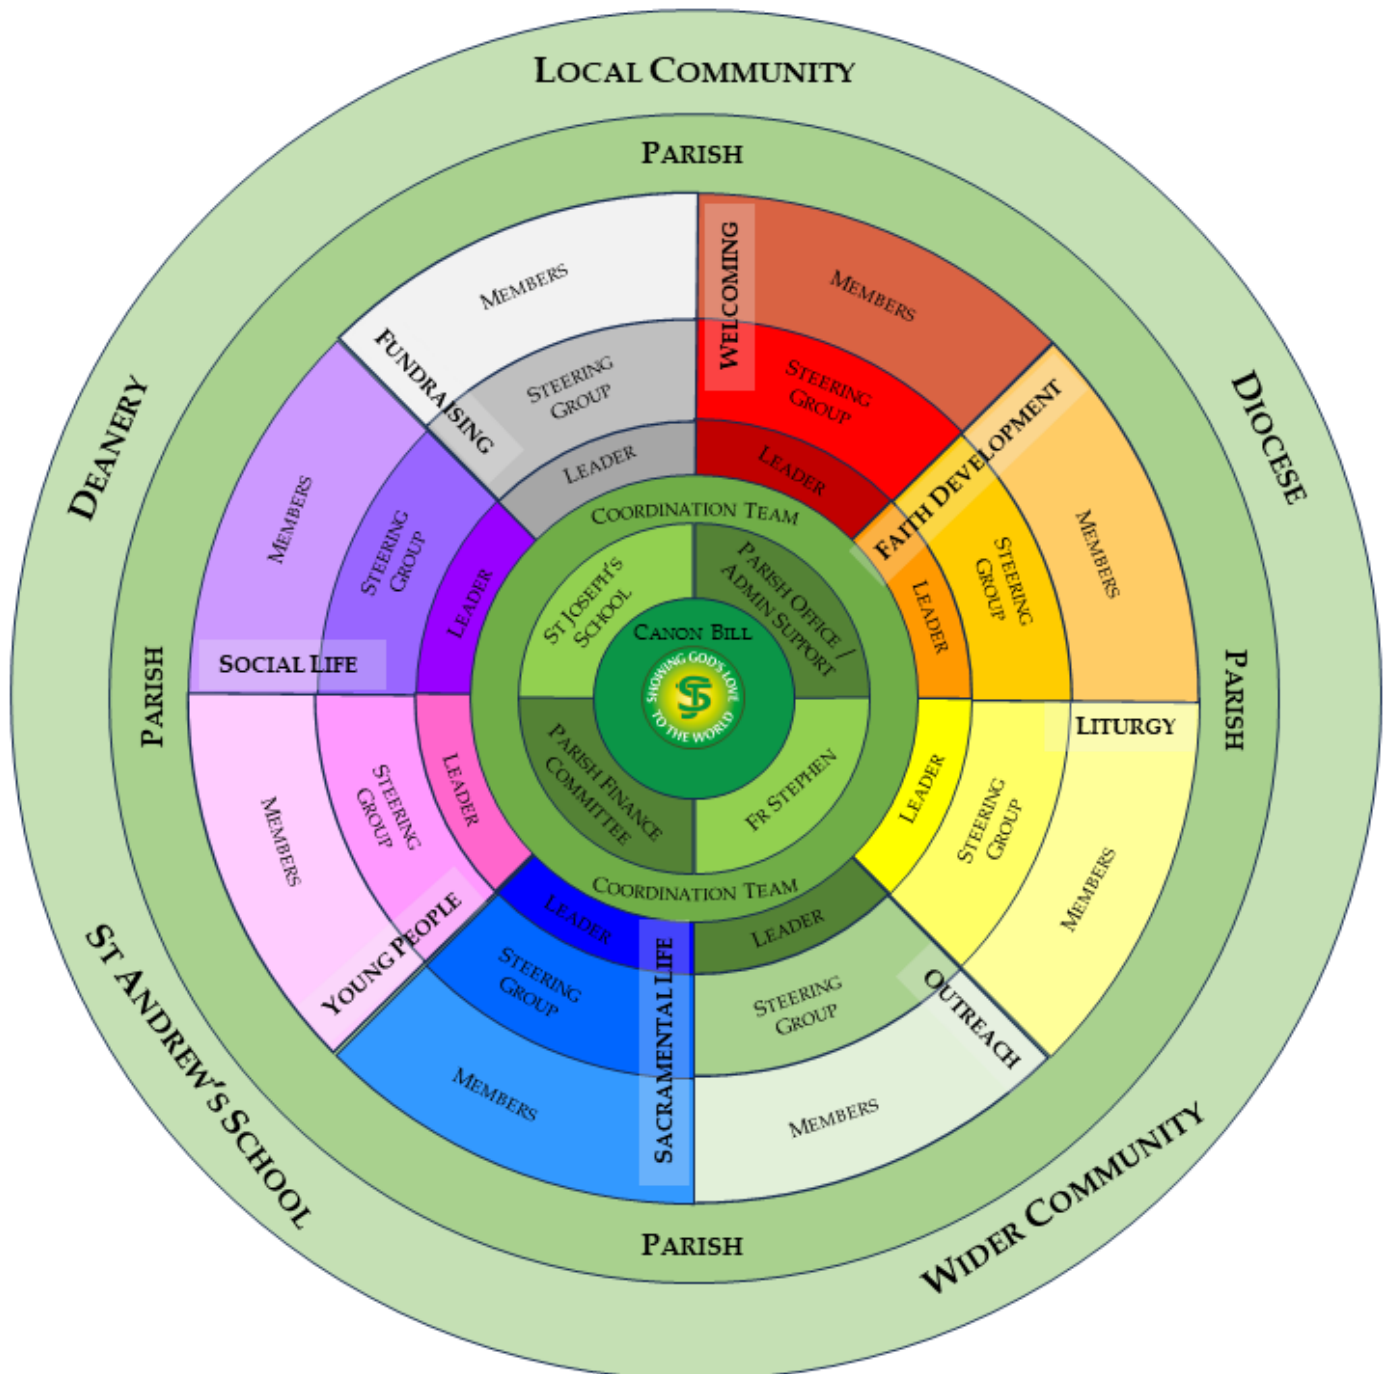 LOCAL COMMUNITY
DIOCESE
WIDER COMMUNITY
ST ANDREW'S SCHOOL
DEANERY
PARISH
PARISH
PARISH
PARISH
WELCOMING
MEMBERS
STEERING
GROUP
LEADER
FAITH DEVELOPMENT
MEMBERS
STEERING
GROUP
LEADER
LITURGY
MEMBERS
STEERING
GROUP
LEADER
OUTREACH
MEMBERS
STEERING
GROUP
LEADER
SACRAMENTAL LIFE
MEMBERS
STEERING
GROUP
LEADER
YOUNG PEOPLE
MEMBERS
STEERING
GROUP
LEADER
SOCIAL LIFE
MEMBERS
STEERING
GROUP
LEADER
FUNDRAISING
MEMBERS
STEERING
GROUP
LEADER
COORDINATION TEAM
COORDINATION TEAM
ST JOSEPH'S
SCHOOL
PARISH OFFICE /
ADMIN SUPPORT
FR STEPHEN
PARISH FINANCE
COMMITTEE
CANON BILL
SHOWING GOD'S LOVE
TO THE WORLD
SJ